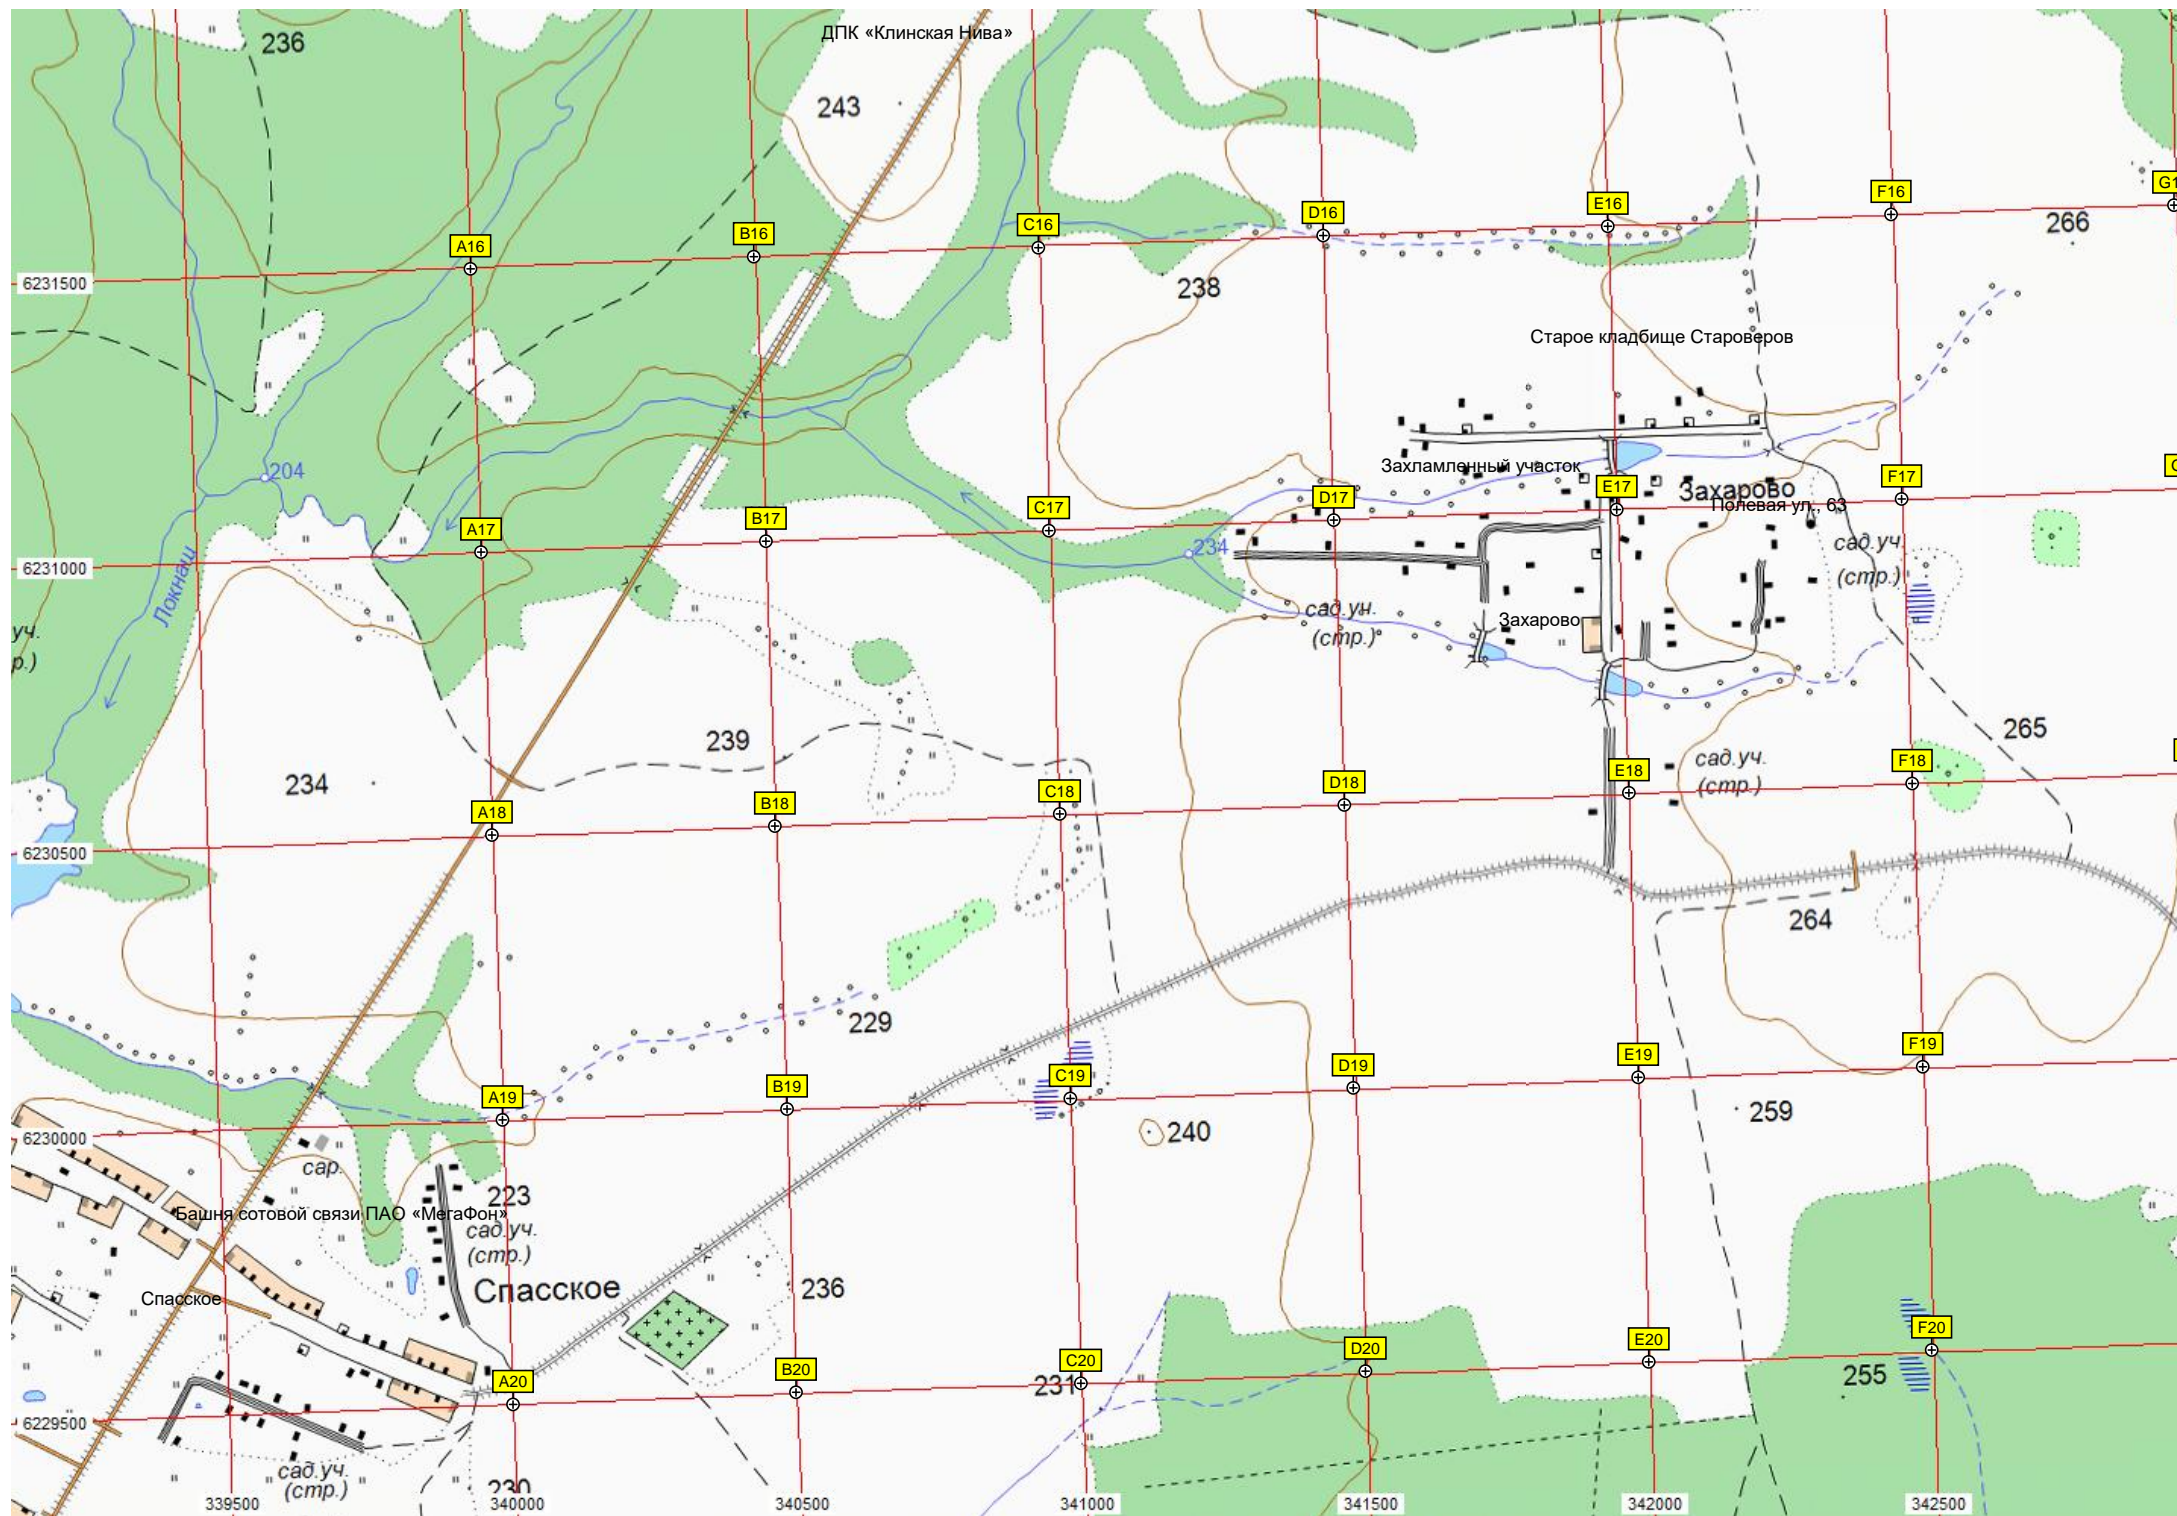 ДПК «Клинская Нива»
236
243
G1
F16
E16
D16
C16
B16
A16
266
6231500
238
Старое кладбище Староверов
204
Захламленный участок
F17
E17
Захарово
D17
Полевая ул., 63
C17
B17
A17
234
сад.уч.
(стр.)
6231000
Локнаш
сад.ун.
(стр.)
Захарово
уч.
р.)
239
265
234
сад.уч.
(стр.)
F18
E18
D18
C18
B18
A18
6230500
264
229
F19
E19
D19
C19
B19
A19
259
240
6230000
сар.
223
Башня сотовой связи ПАО «МегаФон»
сад.уч.
(стр.)
Спасское
236
Спасское
F20
E20
D20
C20
B20
A20
255
231
6229500
сад.уч.
(стр.)
230
339500
340000
340500
341000
341500
342000
342500